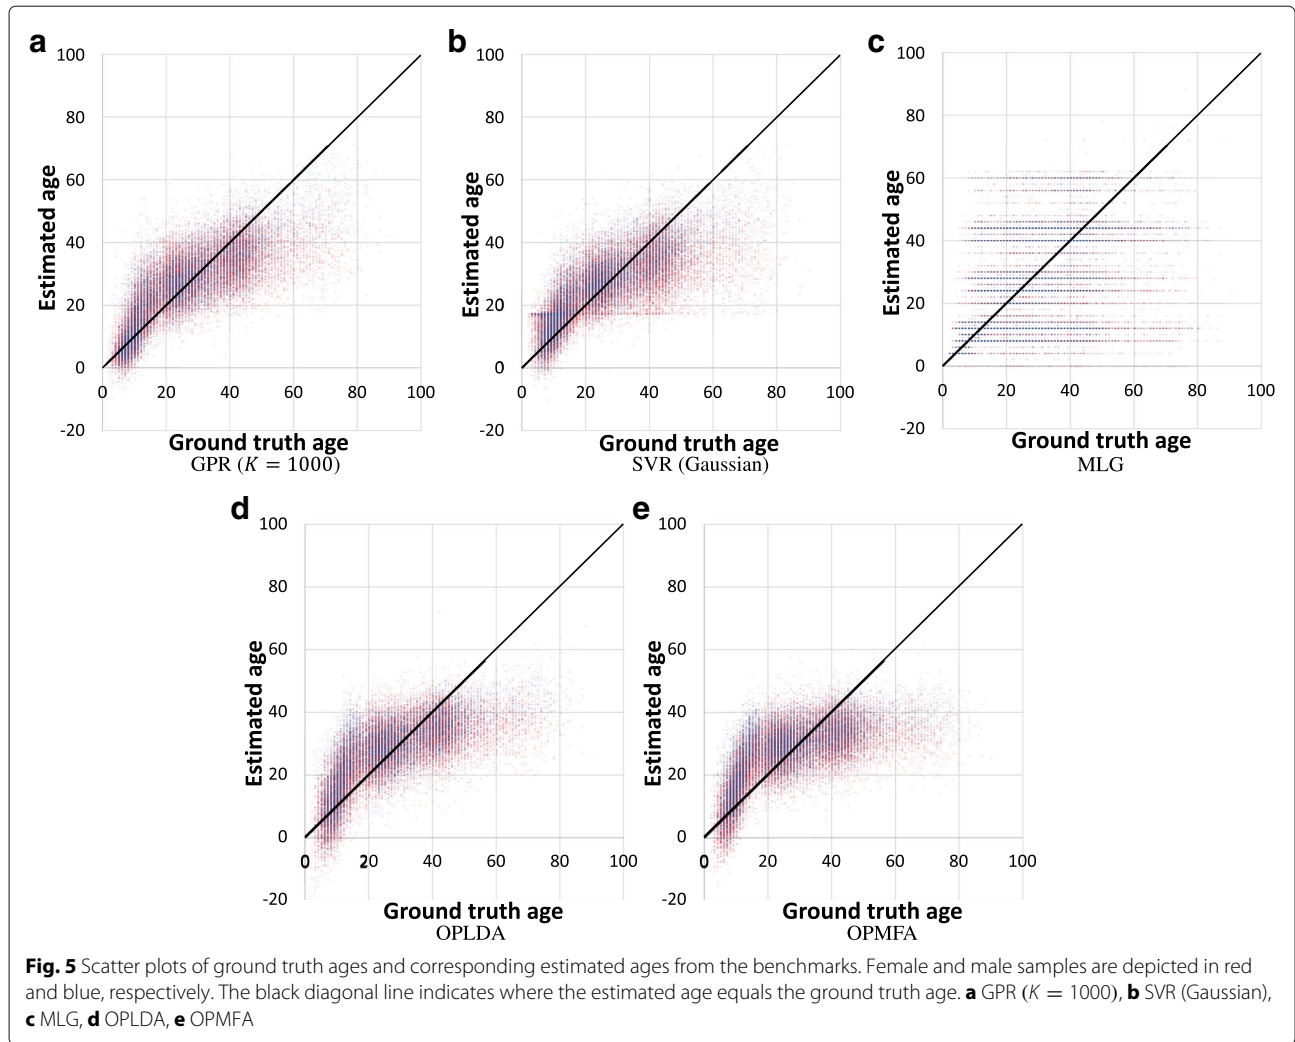 a
100
80
60
40
20
0
-20
0 20 40 60 80 100
Estimated age
Ground truth age
GPR (K = 1000)
b
100
80
60
40
20
0
-20
0 20 40 60 80 100
Estimated age
Ground truth age
SVR (Gaussian)
c
100
80
60
40
20
0
-20
0 20 40 60 80 100
Estimated age
Ground truth age
MLG
d
100
80
60
40
20
0
-20
0 20 40 60 80 100
Estimated age
Ground truth age
OPLDA
e
100
80
60
40
20
0
-20
0 20 40 60 80 100
Estimated age
Ground truth age
OPMFA
Fig. 5 Scatter plots of ground truth ages and corresponding estimated ages from the benchmarks. Female and male samples are depicted in red
and blue, respectively. The black diagonal line indicates where the estimated age equals the ground truth age. a GPR (K = 1000), b SVR (Gaussian),
c MLG, d OPLDA, e OPMFA